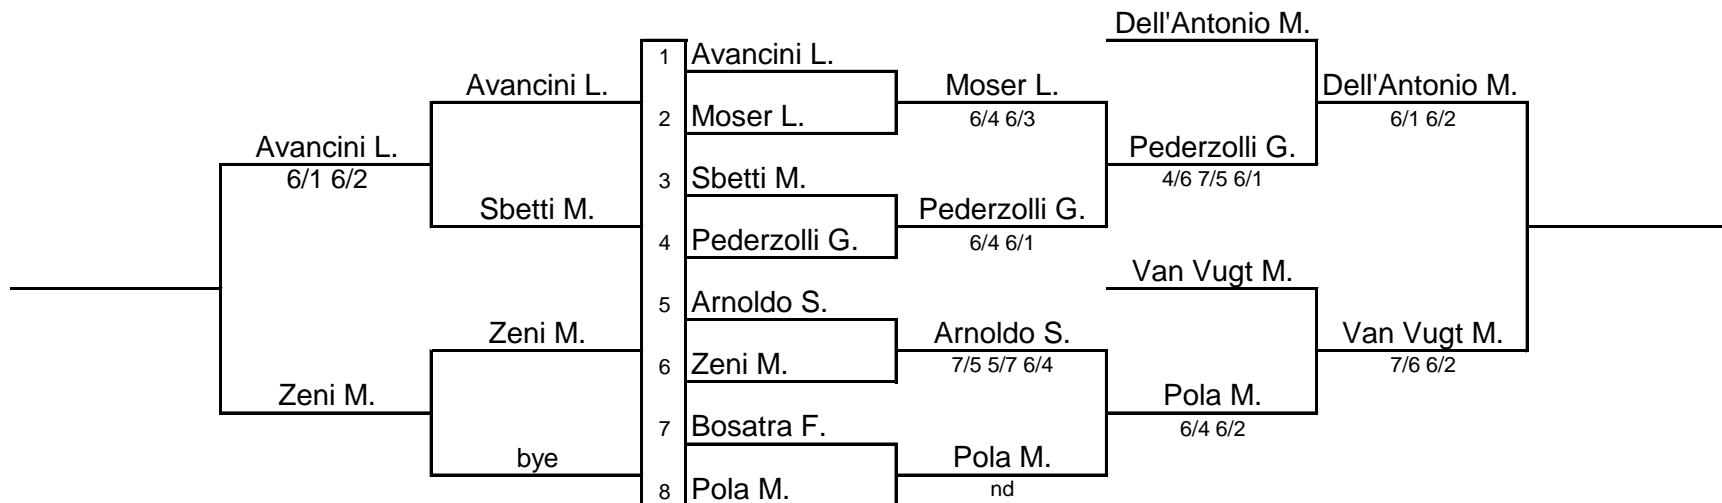 Dell'Antonio M.
1 Avancini L.
Avancini L. Moser L. Dell'Antonio M.
2 Moser L. 6/4 6/3 6/1 6/2
Avancini L. Pederzolli G.
6/1 6/2 3 Sbetti M. 4/6 7/5 6/1
Sbetti M. Pederzolli G.
4 Pederzolli G. 6/4 6/1
Van Vugt M.
5 Arnoldo S.
Zeni M. Arnoldo S. Van Vugt M.
6 Zeni M. 7/5 5/7 6/4 7/6 6/2
Zeni M. Pola M.
7 Bosatra F. 6/4 6/2
bye Pola M.
8 Pola M. nd